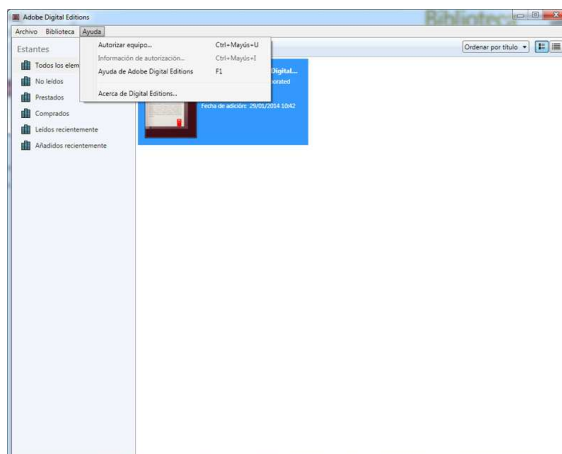 Adobe Digital Editions
Biblioteca
Archivo Biblioteca Ayuda
Estantes
Ordenar por título
Autorizar equipo... Ctrl+Mayús+U
Información de autorización... Ctrl+Mayús+I
Ayuda de Adobe Digital Editions F1
Acerca de Digital Editions...
Todos los elem
No leídos
Prestados
Comprados
Leídos recientemente
Añadidos recientemente
Digital...
orated
Fecha de adición: 29/01/2014 10:42